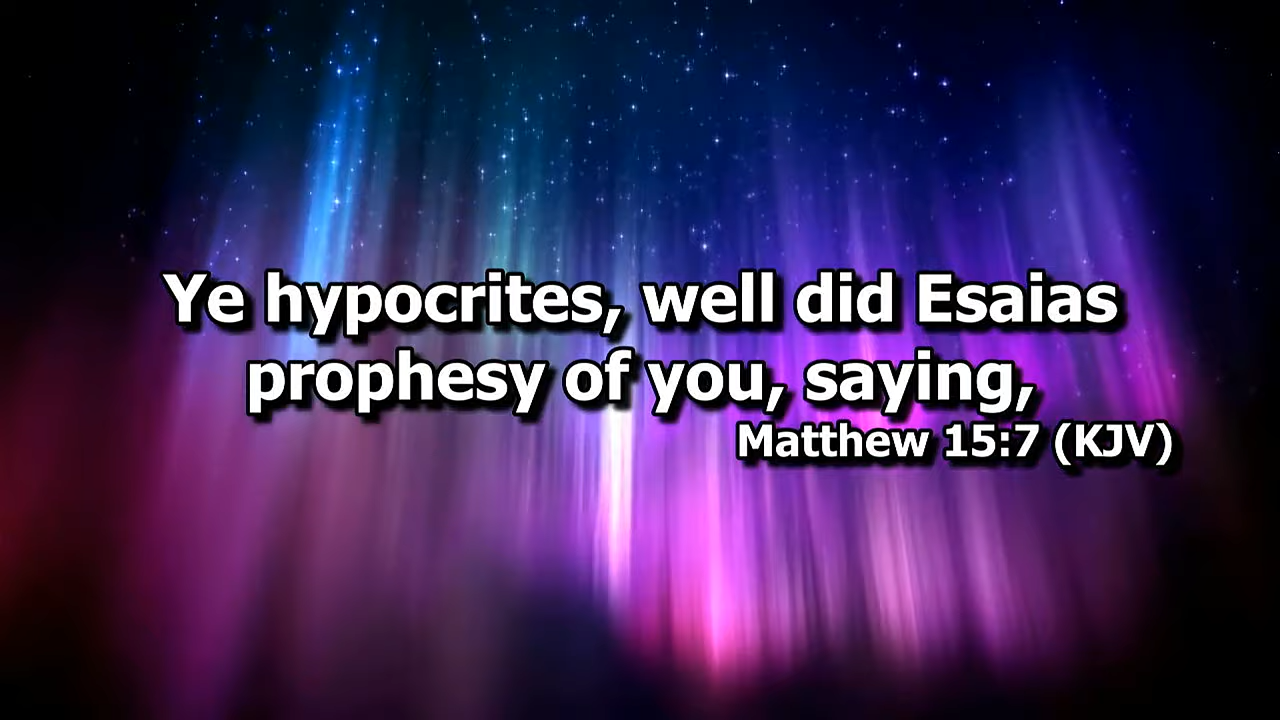 Ye hypocrites, well did Esaias
prophesy of you, saying,
Matthew 15:7 (KJV)